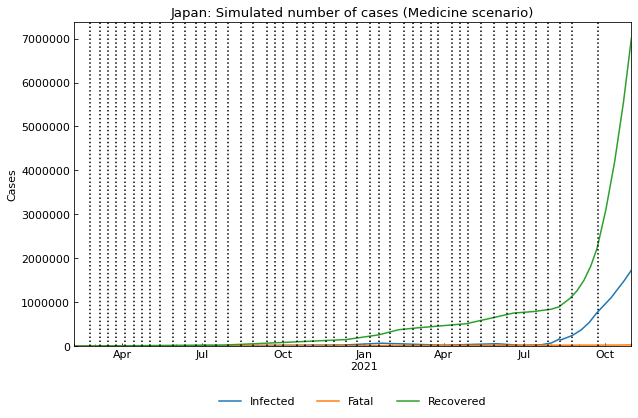 Japan: Simulated number of cases (Medicine scenario)
7000000
6000000
5000000
4000000
3000000
2000000
1000000
0
Cases
Apr Jul Oct Jan Apr Jul Oct
2021
Infected Fatal Recovered